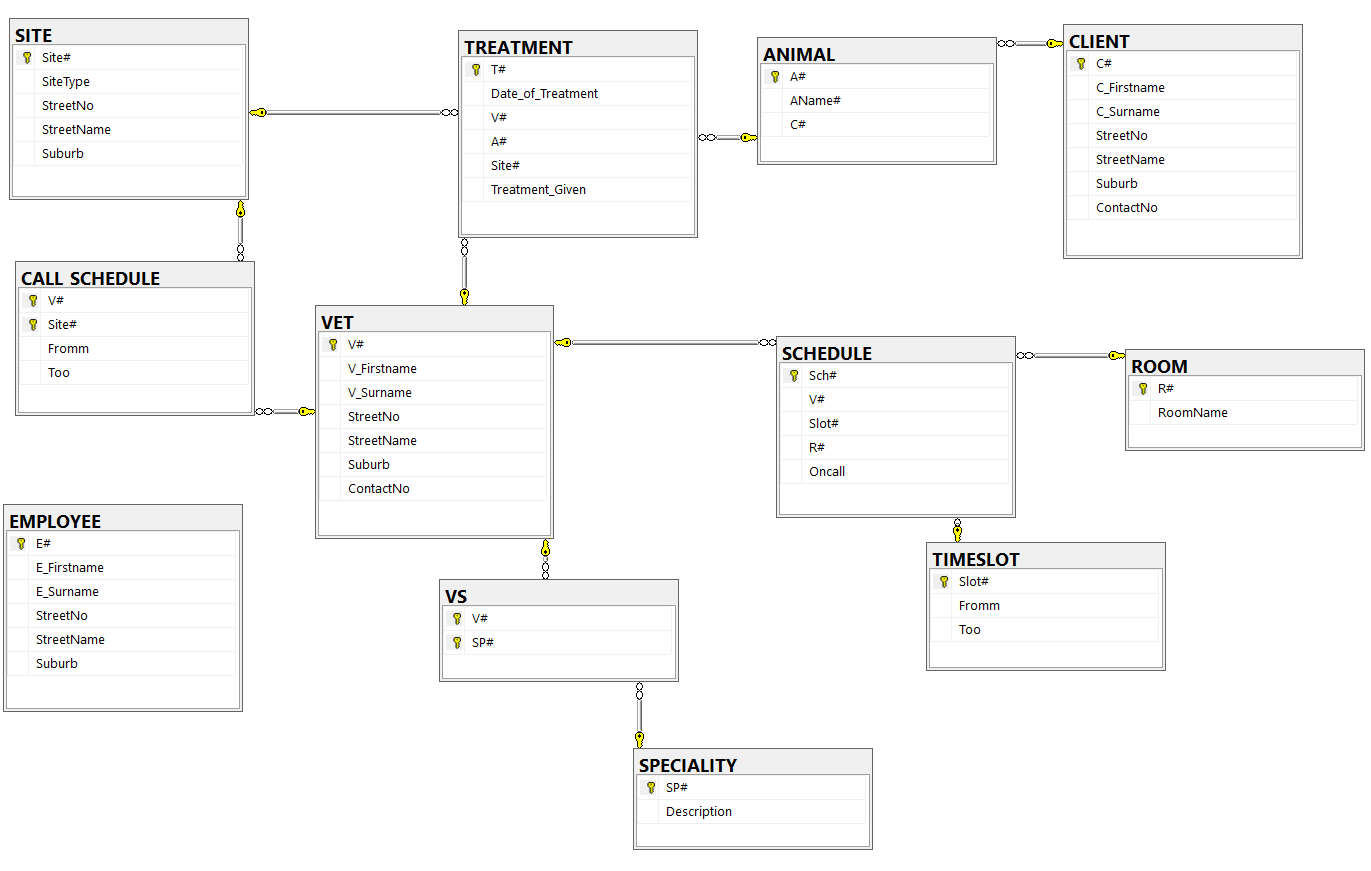 SITE
Site#
SiteType
StreetNo
StreetName
Suburb
TREATMENT
T#
Date_of_Treatment
V#
A#
Site#
Treatment_Given
ANIMAL
A#
AName#
C#
CLIENT
C#
C_Firstname
C_Surname
StreetNo
StreetName
Suburb
ContactNo
CALL_SCHEDULE
V#
Site#
Fromm
Too
VET
V#
V_Firstname
V_Surname
StreetNo
StreetName
Suburb
ContactNo
SCHEDULE
Sch#
V#
Slot#
R#
Oncall
ROOM
R#
RoomName
EMPLOYEE
E#
E_Firstname
E_Surname
StreetNo
StreetName
Suburb
VS
V#
SP#
TIMESLOT
Slot#
Fromm
Too
SPECIALITY
SP#
Description